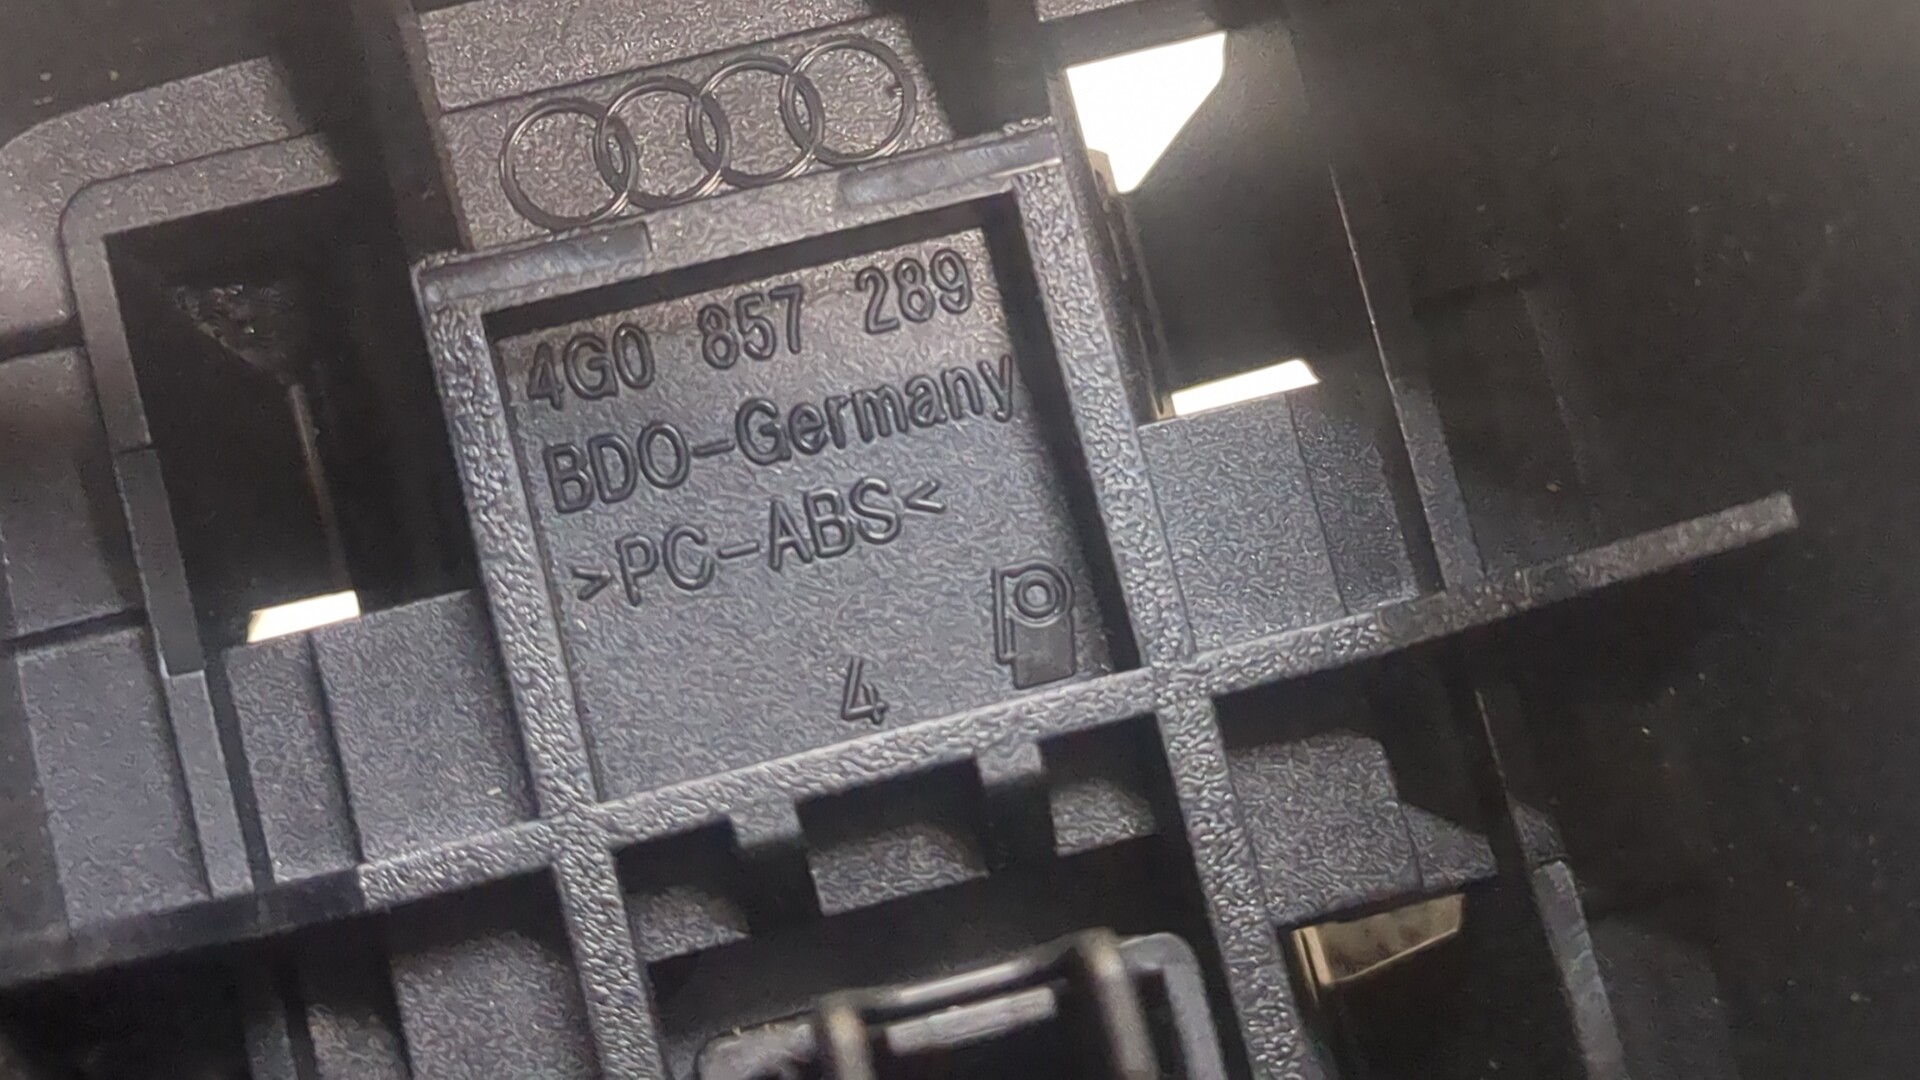 4G0 857 289
BDO-Germany
>PC-ABS<
4